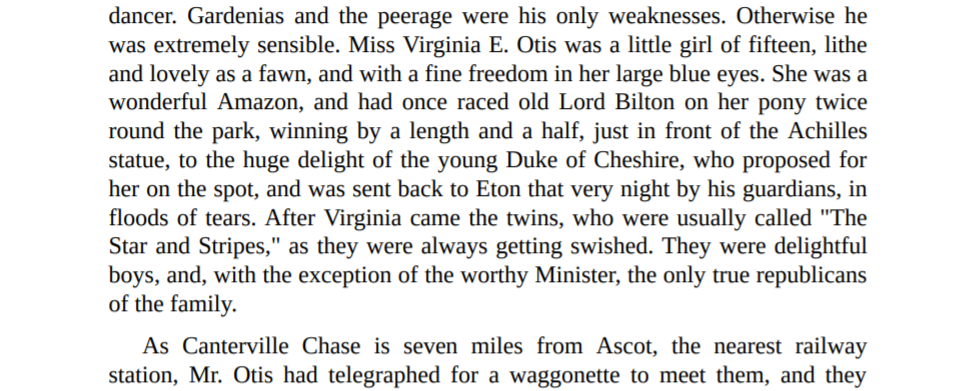 dancer. Gardenias and the peerage were his only weaknesses. Otherwise he
was extremely sensible. Miss Virginia E. Otis was a little girl of fifteen, lithe
and lovely as a fawn, and with a fine freedom in her large blue eyes. She was a
wonderful Amazon, and had once raced old Lord Bilton on her pony twice
round the park, winning by a length and a half, just in front of the Achilles
statue, to the huge delight of the young Duke of Cheshire, who proposed for
her on the spot, and was sent back to Eton that very night by his guardians, in
floods of tears. After Virginia came the twins, who were usually called "The
Star and Stripes," as they were always getting swished. They were delightful
boys, and, with the exception of the worthy Minister, the only true republicans
of the family.
As Canterville Chase is seven miles from Ascot, the nearest railway
station, Mr. Otis had telegraphed for a waggonette to meet them, and they